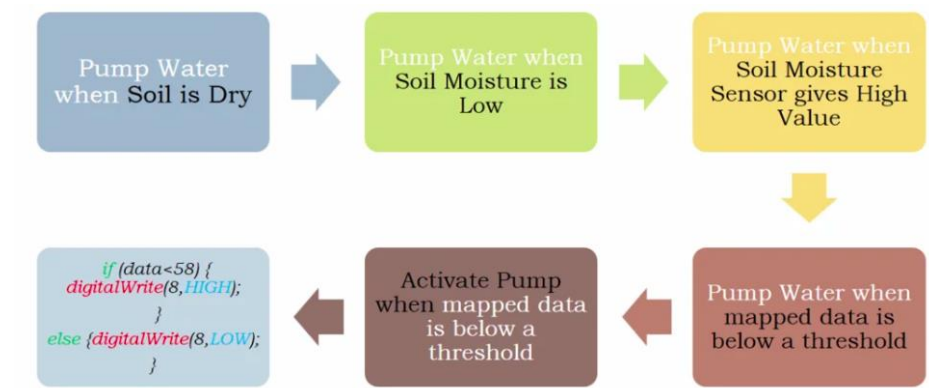 Pump Water
when Soil is Dry
Pump Water when
Soil Moisture is
Low
Pump Water when
Soil Moisture
Sensor gives High
Value
Pump Water when
mapped data is
below a threshold
Activate Pump
when mapped data
is below a
threshold
if (data<58) {
digitalWrite(8,HIGH);
}
else {digitalWrite(8,LOW);
}